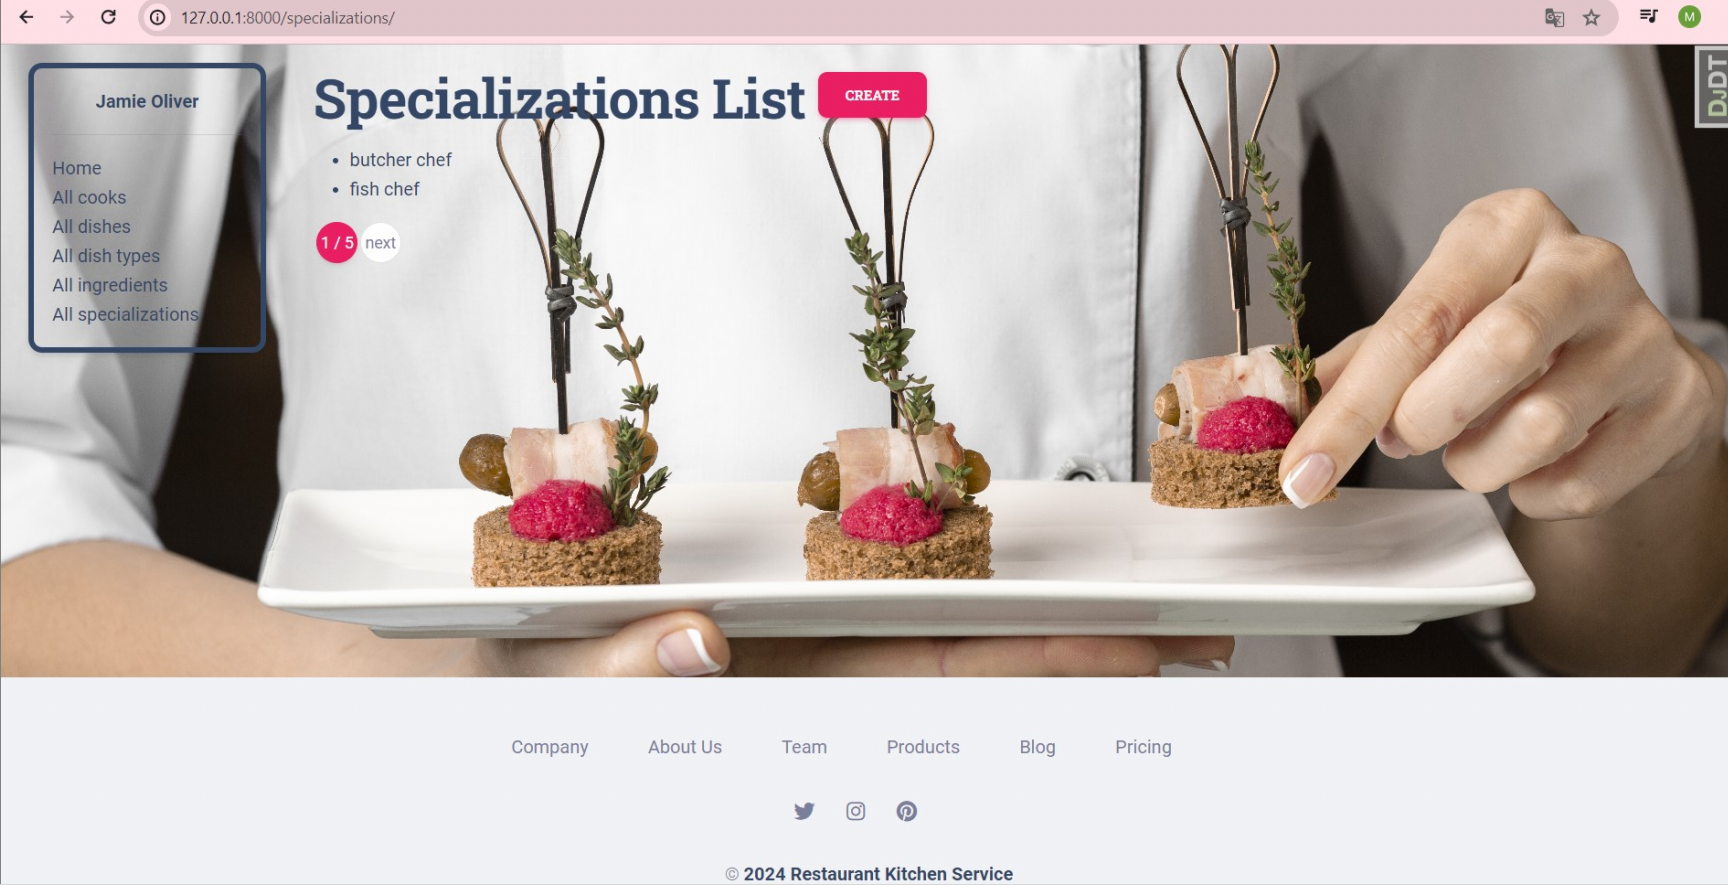 127.0.0.1:8000/specializations/
M
DJDT
Jamie Oliver
Home
All cooks
All dishes
All dish types
All ingredients
All specializations
Specializations List
CREATE
butcher chef
fish chef
1 / 5 next
Company About Us Team Products Blog Pricing
© 2024 Restaurant Kitchen Service